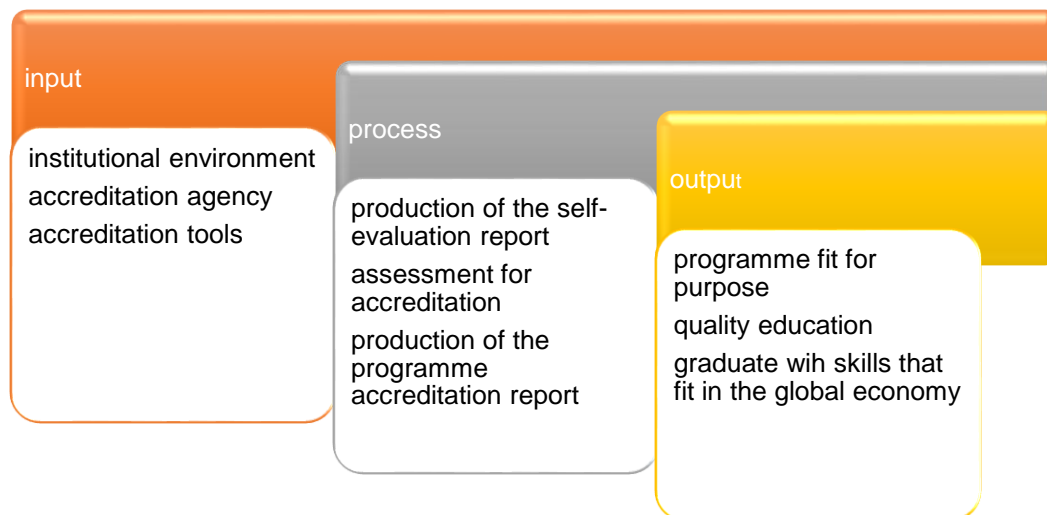 input
institutional environment
accreditation agency
accreditation tools
process
production of the self-
evaluation report
assessment for
accreditation
production of the
programme
accreditation report
output
programme fit for
purpose
quality education
graduate wih skills that
fit in the global economy